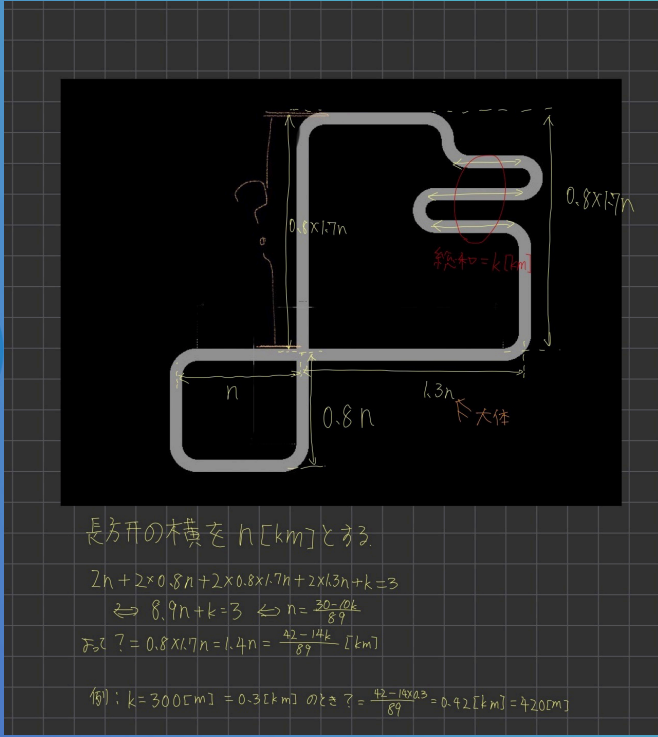 ?
0.8×1.7n
0.8×1.7n
総和=k[km]
n
1.3n
大体
0.8n
長方形の横を n[km]とする.
2n+2×0.8n+2×0.8×1.7n+2×1.3n+k=3
⇔ 8.9n+k=3 ⇔ n=30-10k/89
よって ?=0.8×1.7n=1.4n=42-14k/89 [km]
例: k=300[m] =0.3[km] のとき ?=42-14×0.3/89=0.42[km]=420[m]